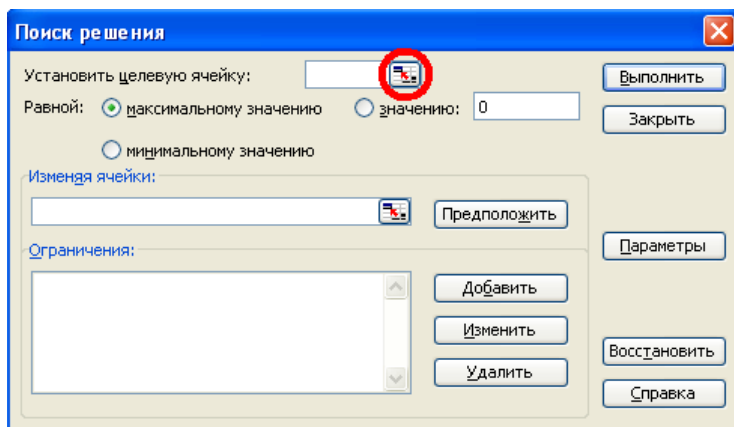 Поиск решения
Установить целевую ячейку:
Выполнить
Равной: максимальному значению значению: 0
Закрыть
минимальному значению
Изменяя ячейки:
Предположить
Параметры
Ограничения:
Добавить
Изменить
Восстановить
Удалить
Справка